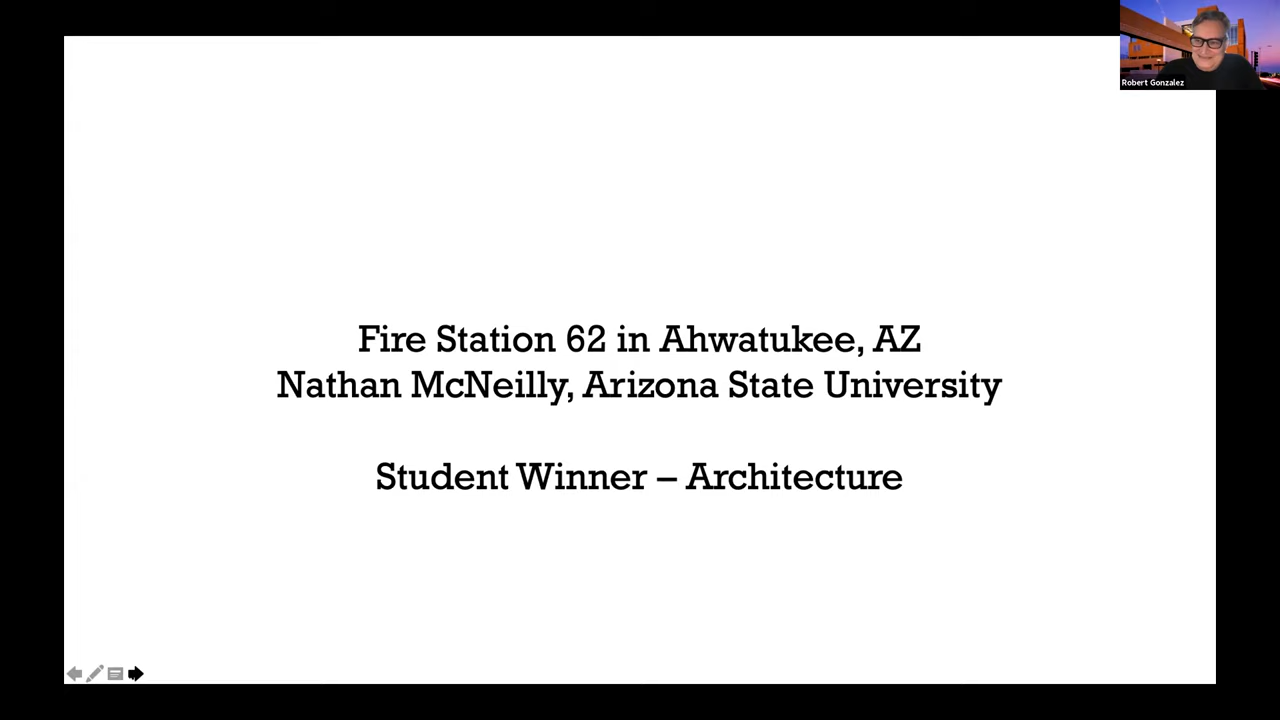 Robert Gonzalez
Fire Station 62 in Ahwatukee, AZ
Nathan McNeilly, Arizona State University
Student Winner – Architecture